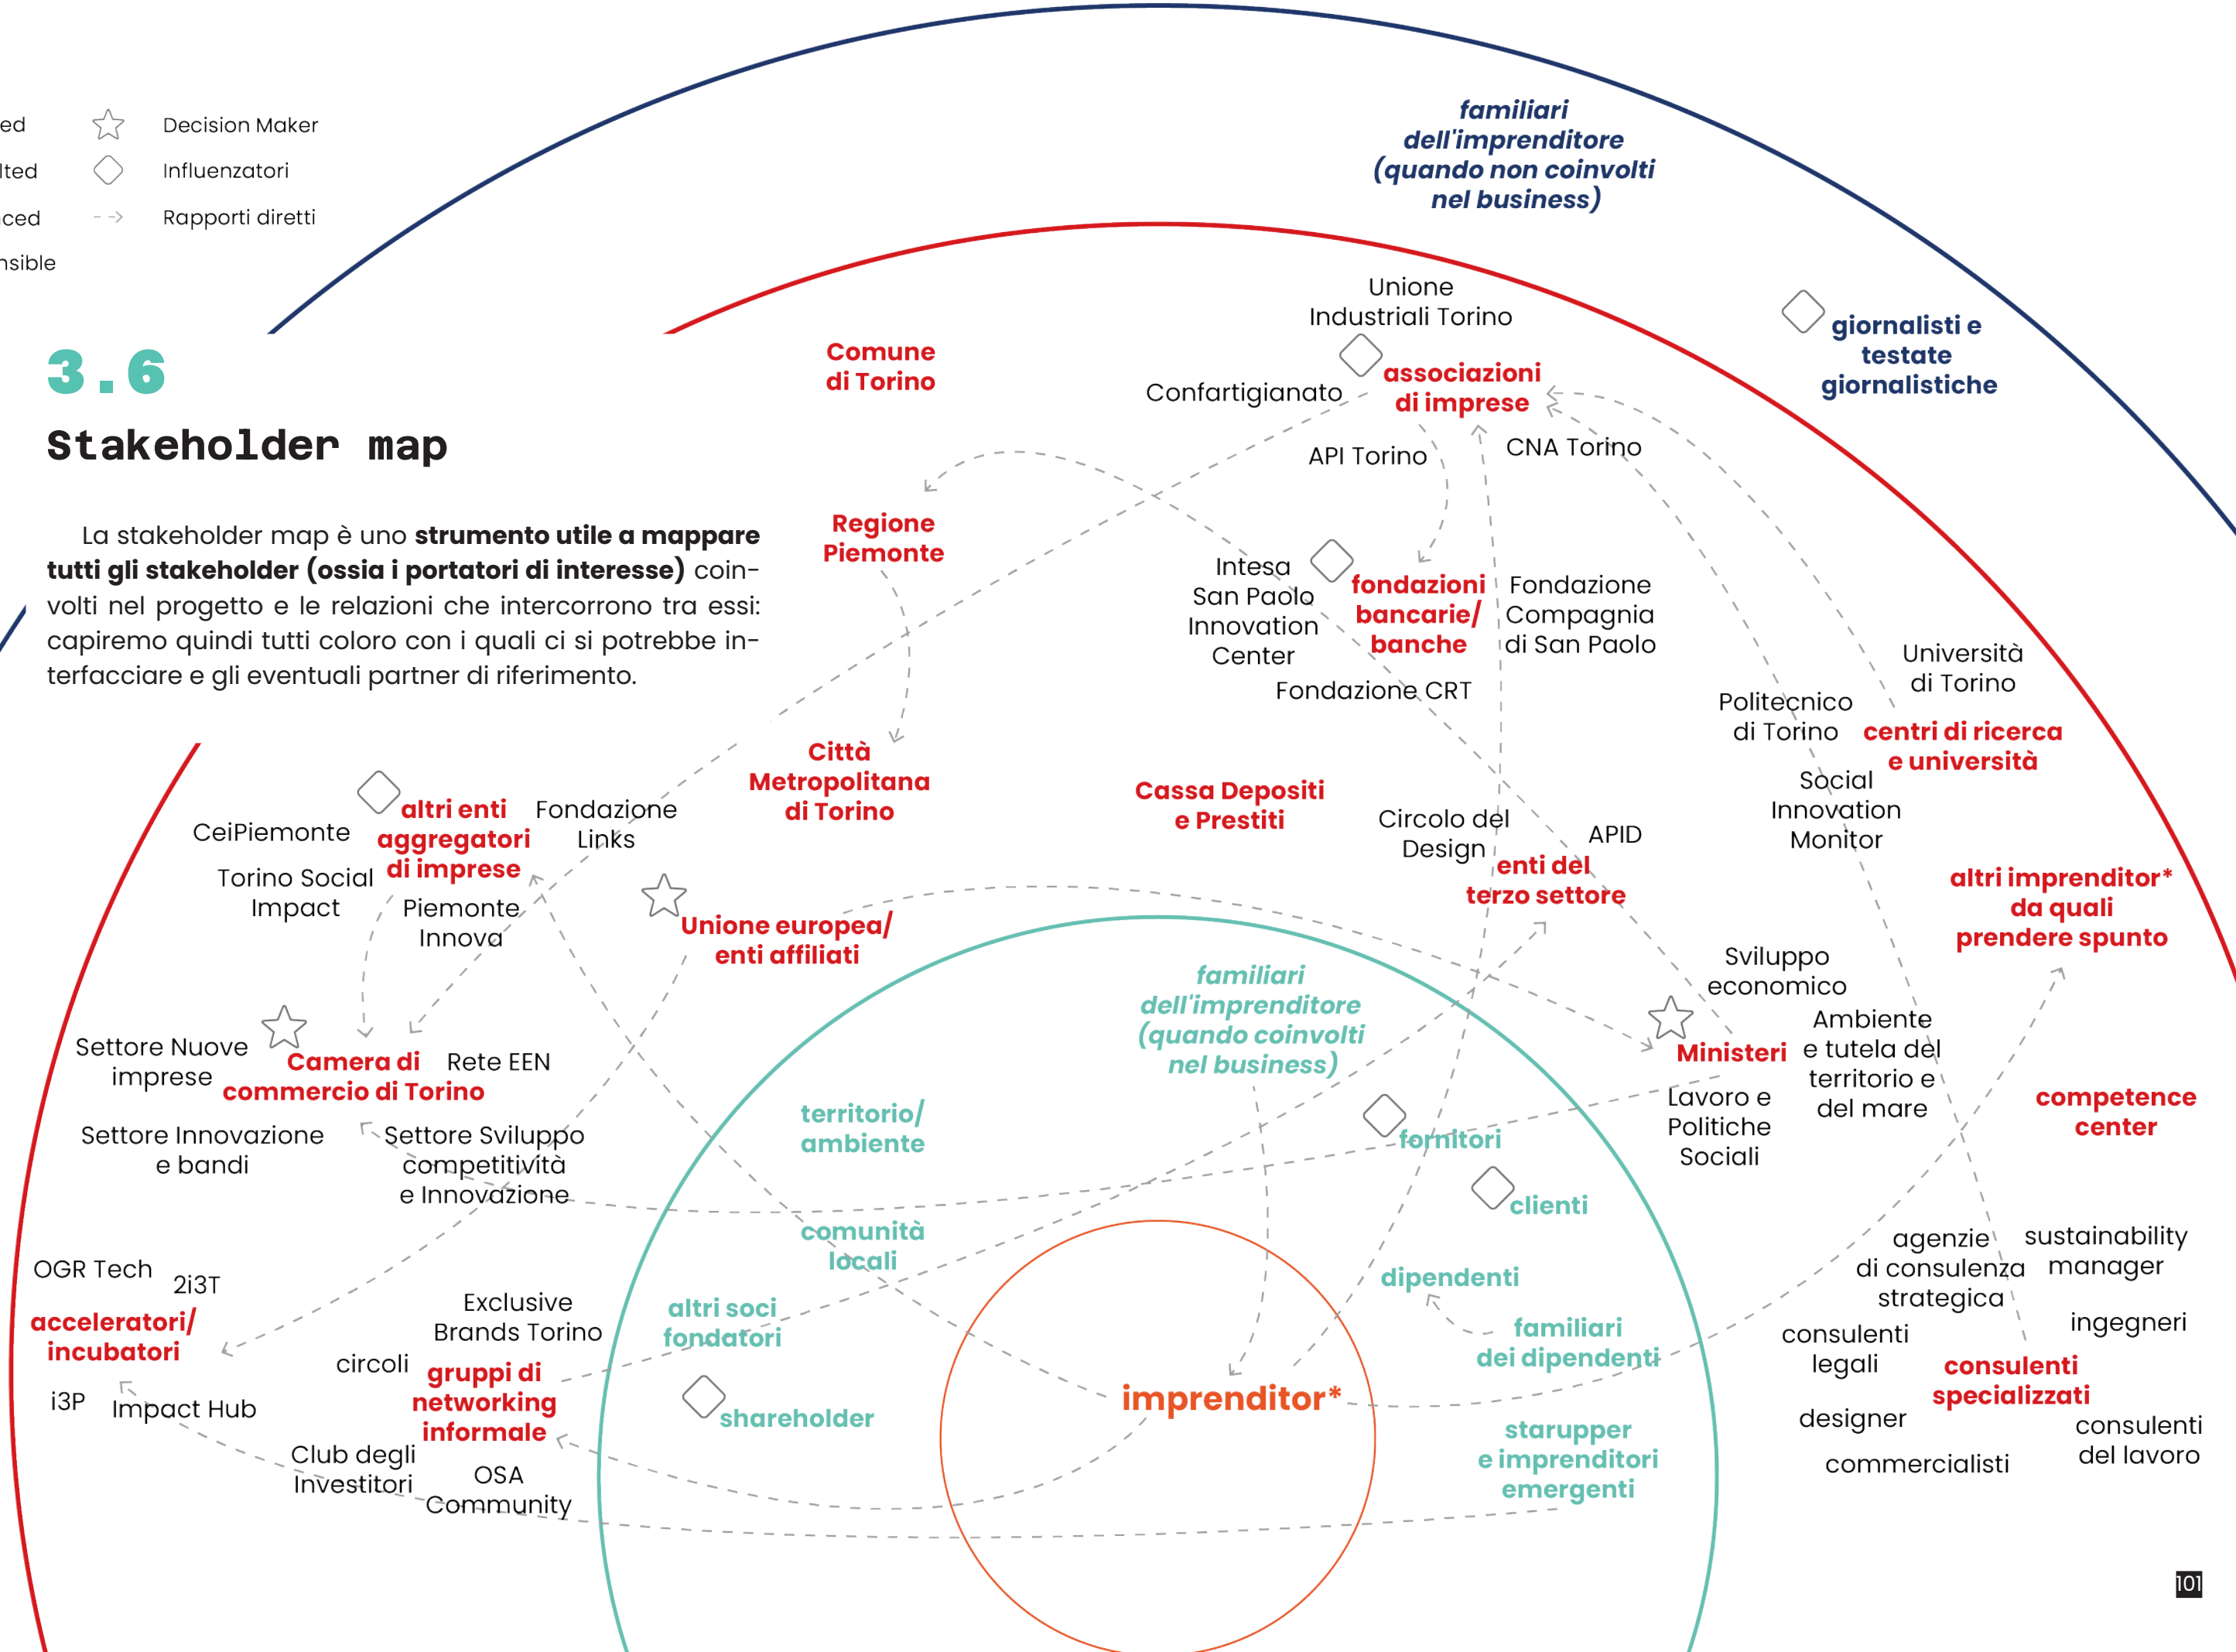 ed
Decision Maker
lted
Influenzatori
ced
Rapporti diretti
nsible
3.6
Stakeholder map
La stakeholder map è uno strumento utile a mappare
tutti gli stakeholder (ossia i portatori di interesse) coin-
volti nel progetto e le relazioni che intercorrono tra essi:
capiremo quindi tutti coloro con i quali ci si potrebbe in-
terfacciare e gli eventuali partner di riferimento.
familiari
dell'imprenditore
(quando non coinvolti
nel business)
giornalisti e
testate
giornalistiche
Comune
di Torino
Unione
Industriali Torino
associazioni
di imprese
Confartigianato
API Torino
CNA Torino
Regione
Piemonte
Intesa
San Paolo
Innovation
Center
fondazioni
bancarie/
banche
Fondazione
Compagnia
di San Paolo
Fondazione CRT
Università
di Torino
Politecnico
di Torino
centri di ricerca
e università
Social
Innovation
Monitor
Città
Metropolitana
di Torino
Cassa Depositi
e Prestiti
Circolo del
Design
APID
enti del
terzo settore
altri imprenditor*
da quali
prendere spunto
CeiPiemonte
altri enti
aggregatori
di imprese
Fondazione
Links
Torino Social
Impact
Piemonte
Innova
Unione europea/
enti affiliati
Sviluppo
economico
Ministeri
Ambiente
e tutela del
territorio e
del mare
Lavoro e
Politiche
Sociali
competence
center
Settore Nuove
imprese
Camera di
commercio di Torino
Rete EEN
Settore Innovazione
e bandi
Settore Sviluppo
competitività
e Innovazione
familiari
dell'imprenditore
(quando coinvolti
nel business)
territorio/
ambiente
fornitori
clienti
comunità
locali
dipendenti
altri soci
fondatori
familiari
dei dipendenti
shareholder
imprenditor*
starupper
e imprenditori
emergenti
OGR Tech
2i3T
acceleratori/
incubatori
i3P
Impact Hub
Exclusive
Brands Torino
circoli
gruppi di
networking
informale
Club degli
Investitori
OSA
Community
agenzie
di consulenza
strategica
sustainability
manager
ingegneri
consulenti
legali
consulenti
specializzati
designer
consulenti
del lavoro
commercialisti
101